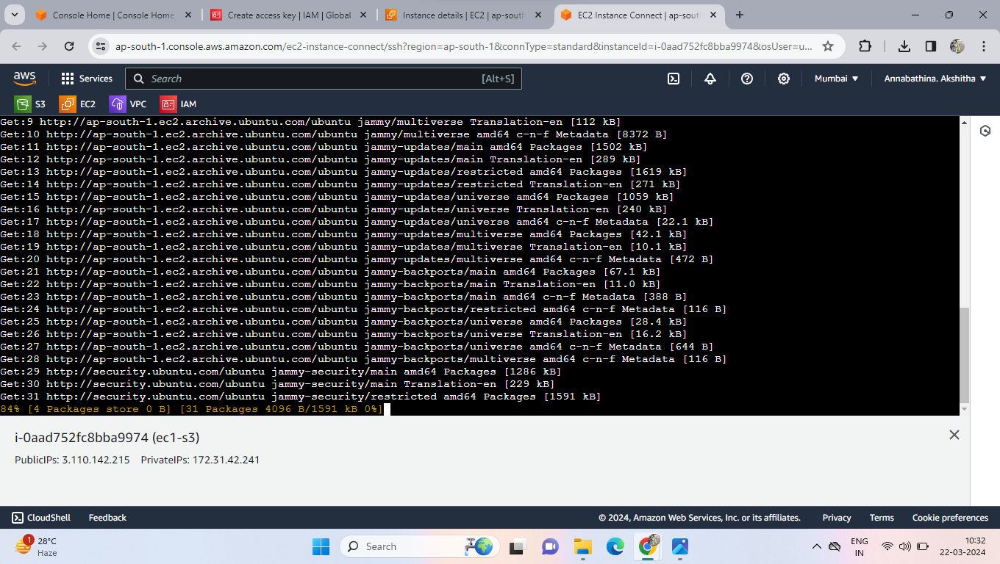 Console Home | Console Home
Create access key | IAM | Global
Instance details | EC2 | ap-south
EC2 Instance Connect | ap-sout
ap-south-1.console.aws.amazon.com/ec2-instance-connect/ssh?region=ap-south-1&connType=standard&instanceId=i-0aad752fc8bba9974&osUser=u...
aws Services Search [Alt+S] Mumbai Annabathina. Akshitha
S3 EC2 VPC IAM
Get:9 http://ap-south-1.ec2.archive.ubuntu.com/ubuntu jammy/multiverse Translation-en [112 kB]
Get:10 http://ap-south-1.ec2.archive.ubuntu.com/ubuntu jammy/multiverse amd64 c-n-f Metadata [8372 B]
Get:11 http://ap-south-1.ec2.archive.ubuntu.com/ubuntu jammy-updates/main amd64 Packages [1502 kB]
Get:12 http://ap-south-1.ec2.archive.ubuntu.com/ubuntu jammy-updates/main Translation-en [289 kB]
Get:13 http://ap-south-1.ec2.archive.ubuntu.com/ubuntu jammy-updates/restricted amd64 Packages [1619 kB]
Get:14 http://ap-south-1.ec2.archive.ubuntu.com/ubuntu jammy-updates/restricted Translation-en [271 kB]
Get:15 http://ap-south-1.ec2.archive.ubuntu.com/ubuntu jammy-updates/universe amd64 Packages [1059 kB]
Get:16 http://ap-south-1.ec2.archive.ubuntu.com/ubuntu jammy-updates/universe Translation-en [240 kB]
Get:17 http://ap-south-1.ec2.archive.ubuntu.com/ubuntu jammy-updates/universe amd64 c-n-f Metadata [22.1 kB]
Get:18 http://ap-south-1.ec2.archive.ubuntu.com/ubuntu jammy-updates/multiverse amd64 Packages [42.1 kB]
Get:19 http://ap-south-1.ec2.archive.ubuntu.com/ubuntu jammy-updates/multiverse Translation-en [10.1 kB]
Get:20 http://ap-south-1.ec2.archive.ubuntu.com/ubuntu jammy-updates/multiverse amd64 c-n-f Metadata [472 B]
Get:21 http://ap-south-1.ec2.archive.ubuntu.com/ubuntu jammy-backports/main amd64 Packages [67.1 kB]
Get:22 http://ap-south-1.ec2.archive.ubuntu.com/ubuntu jammy-backports/main Translation-en [11.0 kB]
Get:23 http://ap-south-1.ec2.archive.ubuntu.com/ubuntu jammy-backports/main amd64 c-n-f Metadata [388 B]
Get:24 http://ap-south-1.ec2.archive.ubuntu.com/ubuntu jammy-backports/restricted amd64 c-n-f Metadata [116 B]
Get:25 http://ap-south-1.ec2.archive.ubuntu.com/ubuntu jammy-backports/universe amd64 Packages [28.4 kB]
Get:26 http://ap-south-1.ec2.archive.ubuntu.com/ubuntu jammy-backports/universe Translation-en [16.2 kB]
Get:27 http://ap-south-1.ec2.archive.ubuntu.com/ubuntu jammy-backports/universe amd64 c-n-f Metadata [644 B]
Get:28 http://ap-south-1.ec2.archive.ubuntu.com/ubuntu jammy-backports/multiverse amd64 c-n-f Metadata [116 B]
Get:29 http://security.ubuntu.com/ubuntu jammy-security/main amd64 Packages [1286 kB]
Get:30 http://security.ubuntu.com/ubuntu jammy-security/main Translation-en [229 kB]
Get:31 http://security.ubuntu.com/ubuntu jammy-security/restricted amd64 Packages [1591 kB]
84% [4 Packages store 0 B] [31 Packages 4096 B/1591 kB 0%]
i-0aad752fc8bba9974 (ec1-s3)
PublicIPs: 3.110.142.215 PrivateIPs: 172.31.42.241
CloudShell Feedback © 2024, Amazon Web Services, Inc. or its affiliates. Privacy Terms Cookie preferences
1 28°C
Haze
Search
ENG
IN
10:32
22-03-2024